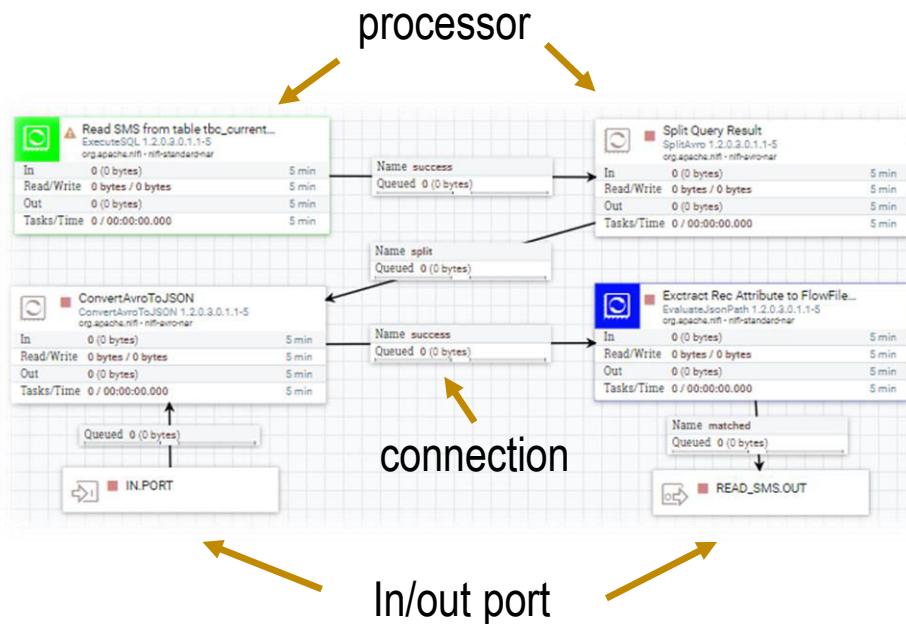 processor
Read SMS from table tbc_current...
ExecuteSQL 1.2.0.3.0.1.1-5
org.apache.nifi - nifi-standard-nar
In 0 (0 bytes) 5 min
Read/Write 0 bytes / 0 bytes 5 min
Out 0 (0 bytes) 5 min
Tasks/Time 0 / 00:00:00.000 5 min
Name success
Queued 0 (0 bytes)
Split Query Result
SplitAvro 1.2.0.3.0.1.1-5
org.apache.nifi - nifi-avro-nar
In 0 (0 bytes) 5 min
Read/Write 0 bytes / 0 bytes 5 min
Out 0 (0 bytes) 5 min
Tasks/Time 0 / 00:00:00.000 5 min
Name split
Queued 0 (0 bytes)
ConvertAvroToJSON
ConvertAvroToJSON 1.2.0.3.0.1.1-5
org.apache.nifi - nifi-avro-nar
In 0 (0 bytes) 5 min
Read/Write 0 bytes / 0 bytes 5 min
Out 0 (0 bytes) 5 min
Tasks/Time 0 / 00:00:00.000 5 min
Name success
Queued 0 (0 bytes)
Exctract Rec Attribute to FlowFile...
EvaluateJsonPath 1.2.0.3.0.1.1-5
org.apache.nifi - nifi-standard-nar
In 0 (0 bytes) 5 min
Read/Write 0 bytes / 0 bytes 5 min
Out 0 (0 bytes) 5 min
Tasks/Time 0 / 00:00:00.000 5 min
Queued 0 (0 bytes)
connection
Name matched
Queued 0 (0 bytes)
IN.PORT
READ_SMS.OUT
In/out port